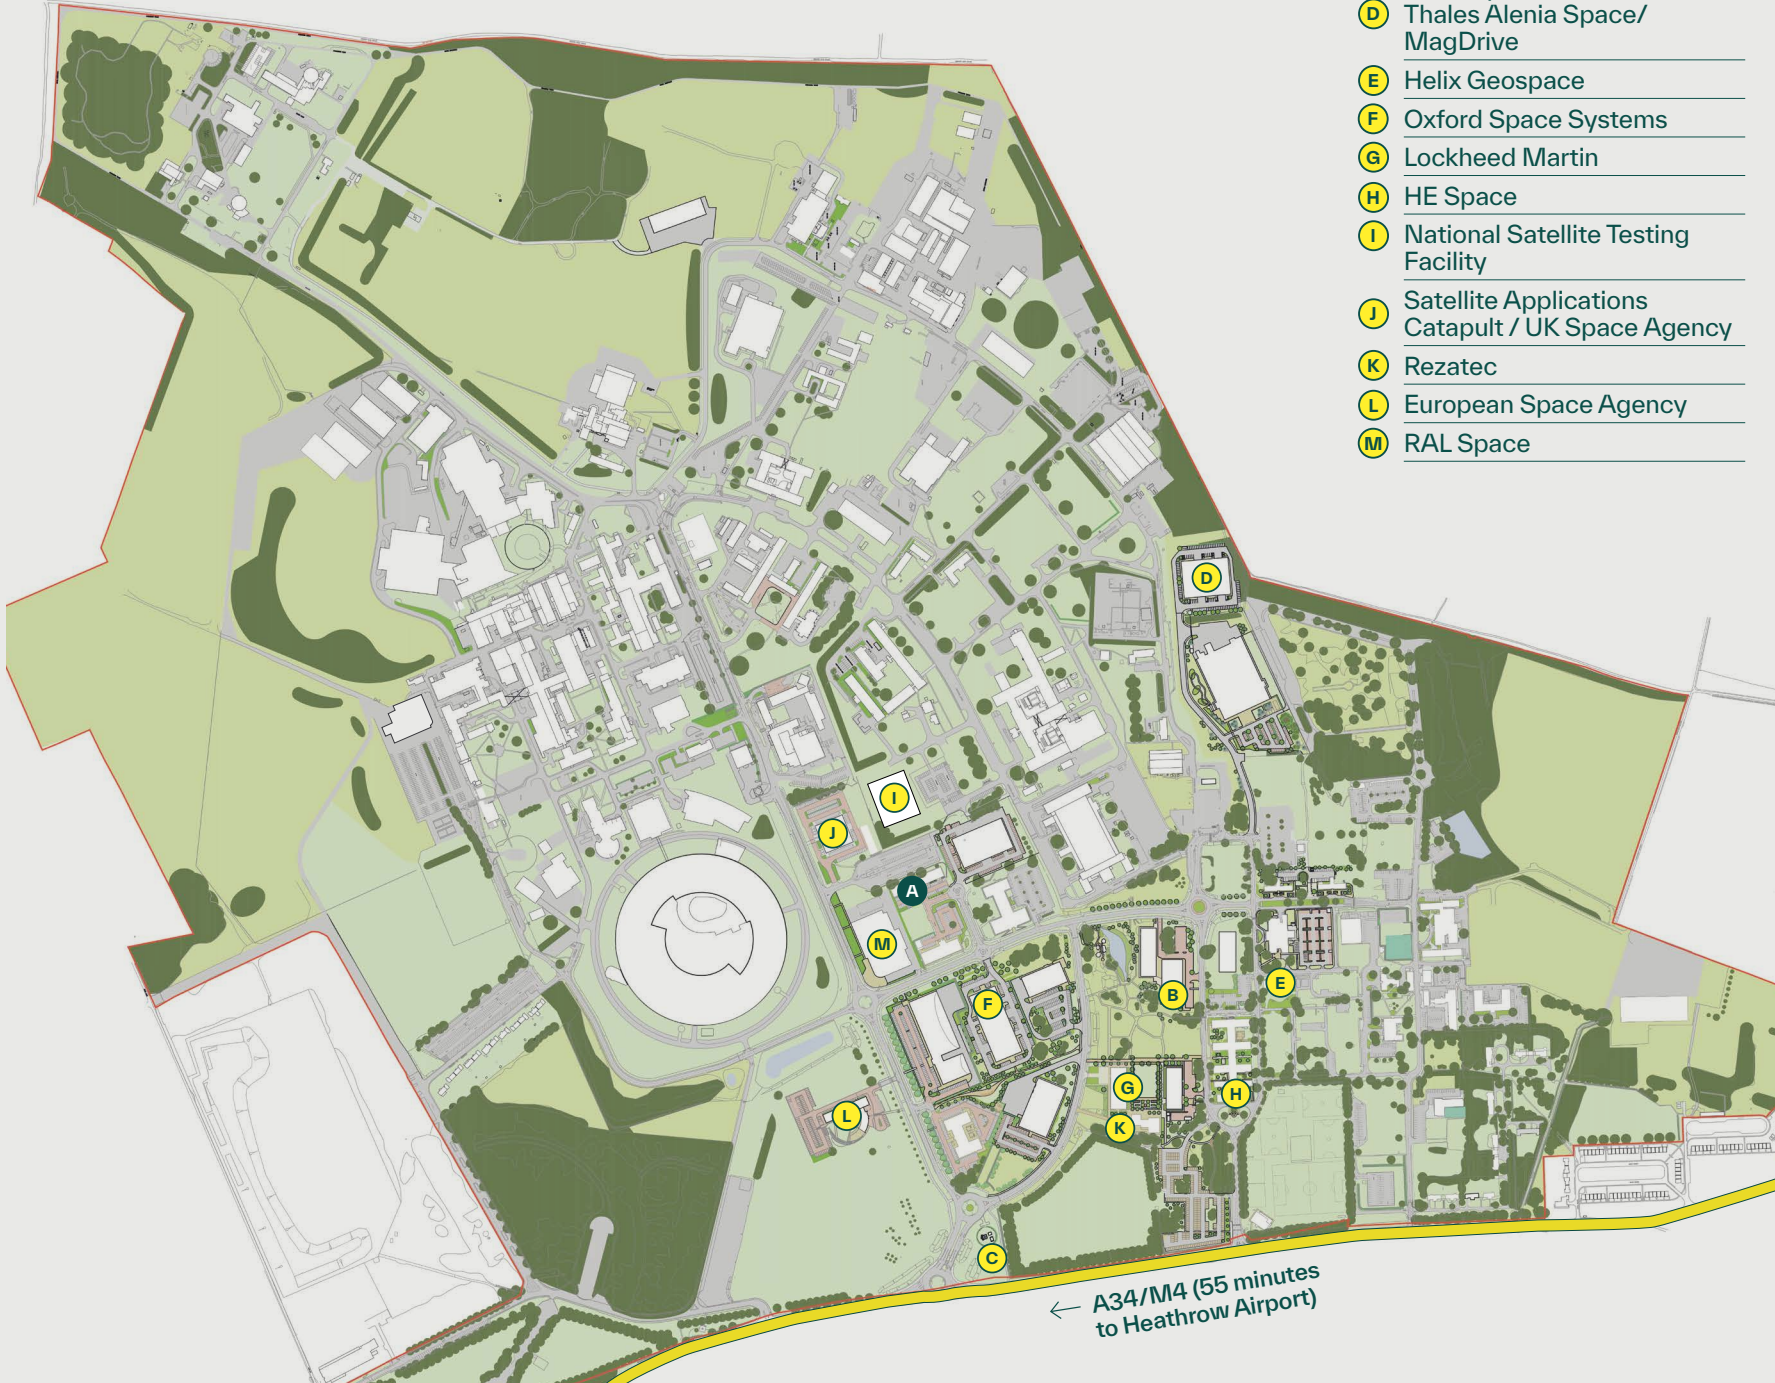 D Thales Alenia Space/
MagDrive
E Helix Geospace
F Oxford Space Systems
G Lockheed Martin
H HE Space
I National Satellite Testing
Facility
J Satellite Applications
Catapult / UK Space Agency
K Rezatec
L European Space Agency
M RAL Space
D
I
J
A
M
F
B
E
G
H
L
K
C
← A34/M4 (55 minutes
to Heathrow Airport)